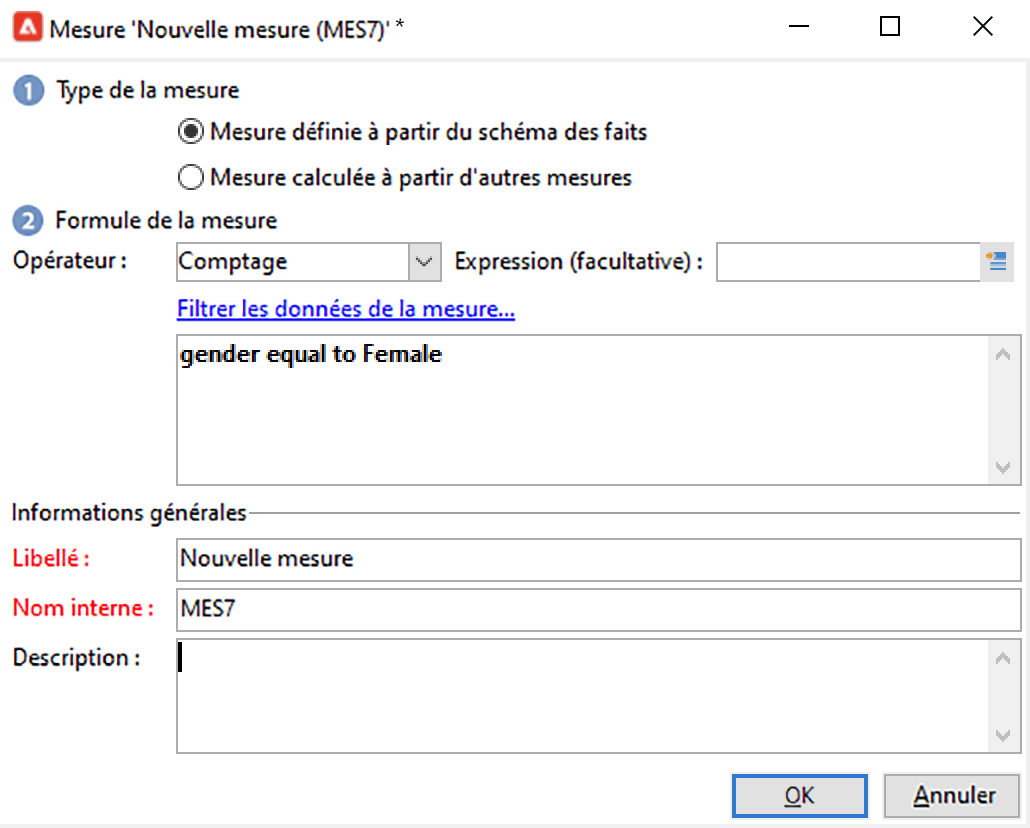 Mesure 'Nouvelle mesure (MES7)' *
1 Type de la mesure
Mesure définie à partir du schéma des faits
Mesure calculée à partir d'autres mesures
2 Formule de la mesure
Opérateur : Comptage Expression (facultative) :
Filtrer les données de la mesure...
gender equal to Female
Informations générales
Libellé : Nouvelle mesure
Nom interne : MES7
Description :
OK Annuler